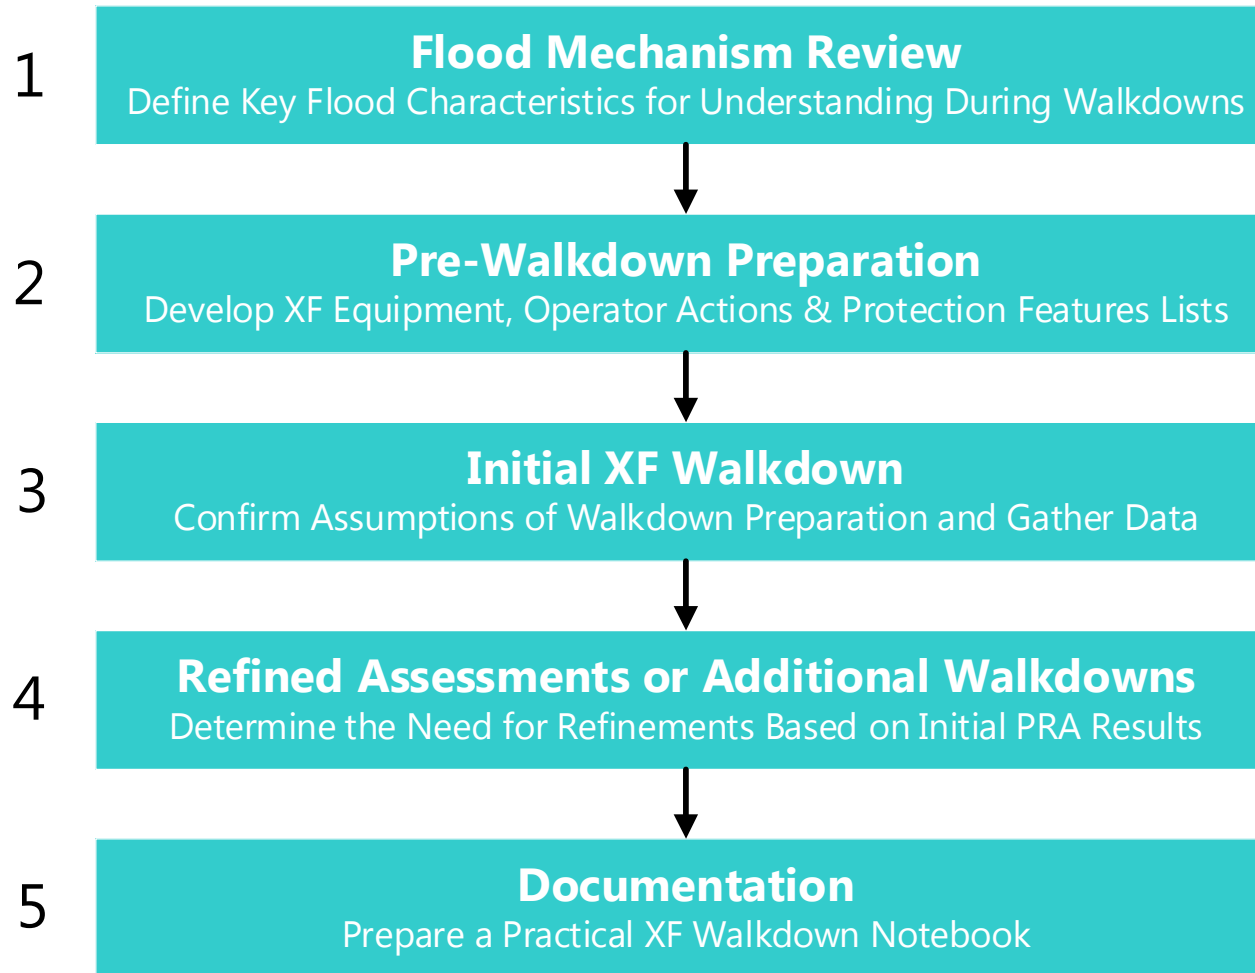 1
Flood Mechanism Review
Define Key Flood Characteristics for Understanding During Walkdowns
2
Pre-Walkdown Preparation
Develop XF Equipment, Operator Actions & Protection Features Lists
3
Initial XF Walkdown
Confirm Assumptions of Walkdown Preparation and Gather Data
4
Refined Assessments or Additional Walkdowns
Determine the Need for Refinements Based on Initial PRA Results
5
Documentation
Prepare a Practical XF Walkdown Notebook